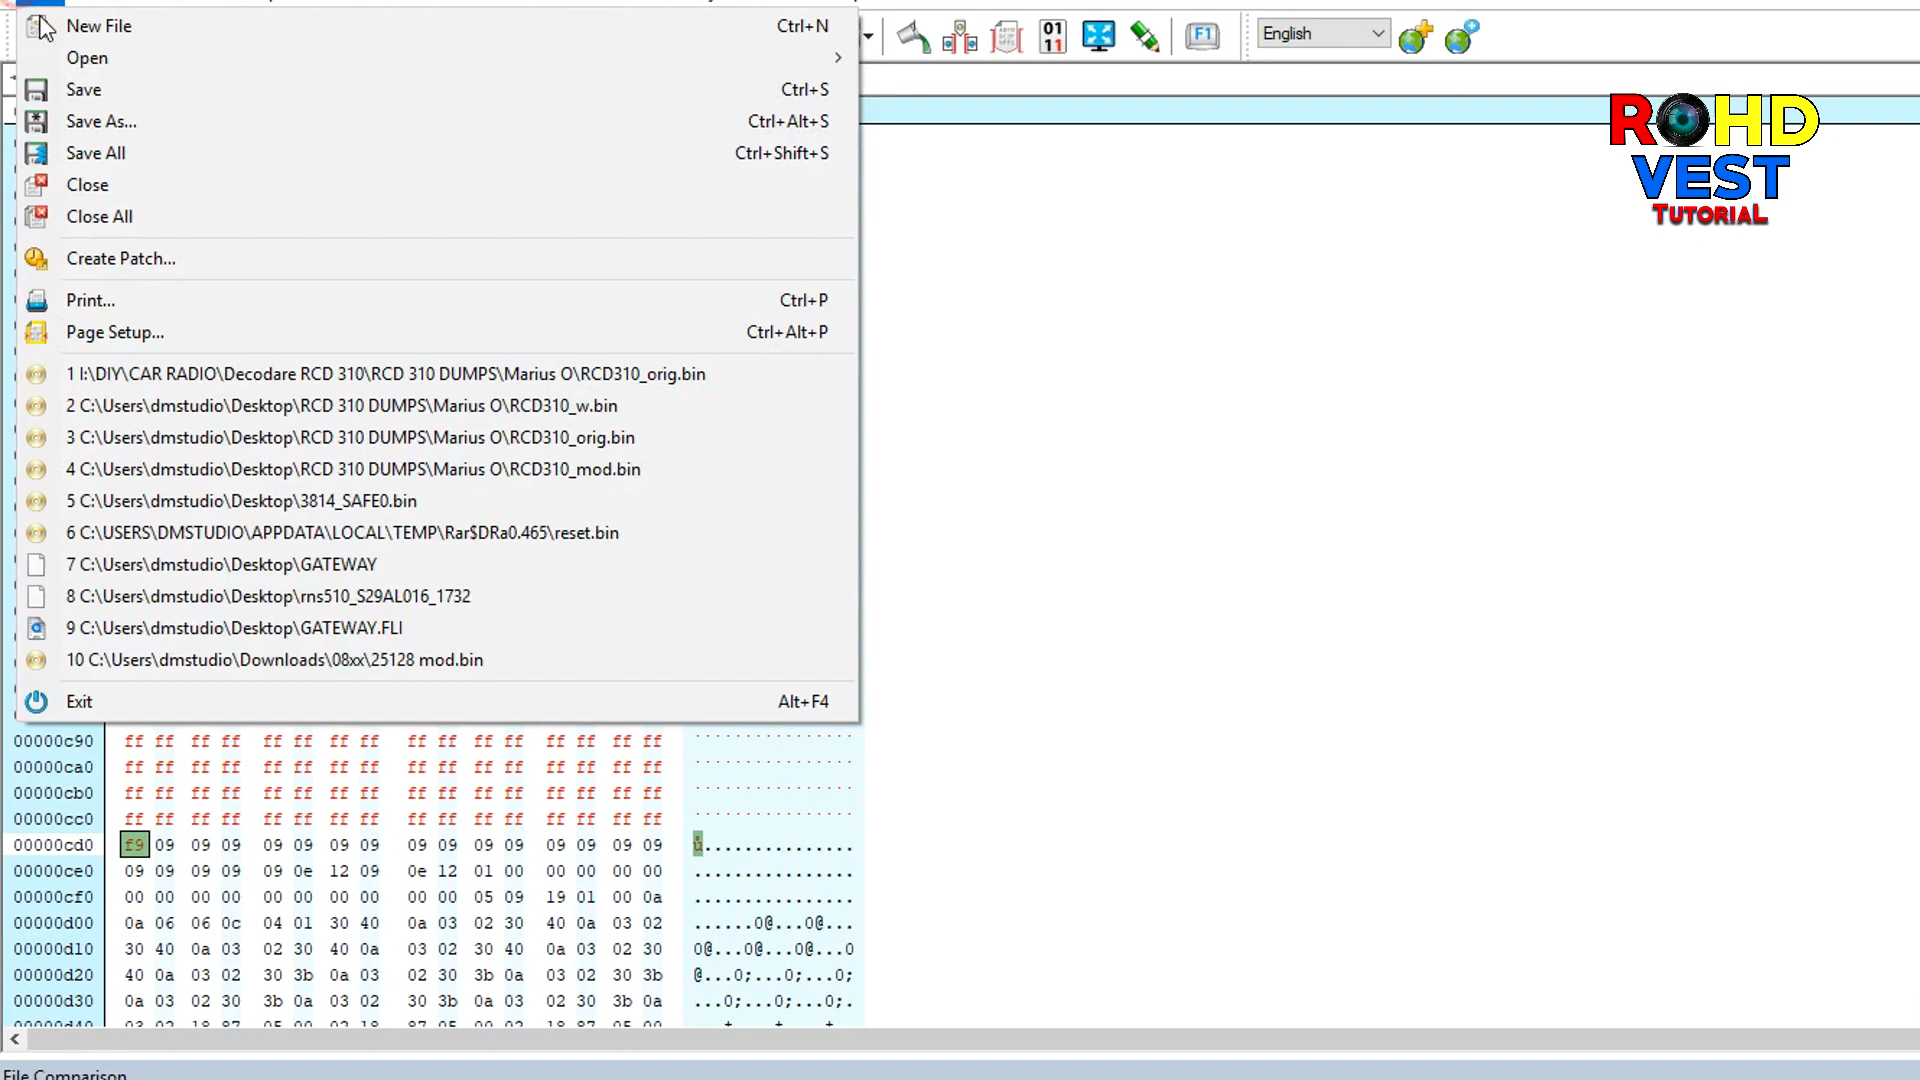 New File Ctrl+N
Open
Save Ctrl+S
Save As... Ctrl+Alt+S
Save All Ctrl+Shift+S
Close
Close All
Create Patch...
Print... Ctrl+P
Page Setup... Ctrl+Alt+P
1 I:\DIY\CAR RADIO\Decodare RCD 310\RCD 310 DUMPS\Marius O\RCD310_orig.bin
2 C:\Users\dmstudio\Desktop\RCD 310 DUMPS\Marius O\RCD310_w.bin
3 C:\Users\dmstudio\Desktop\RCD 310 DUMPS\Marius O\RCD310_orig.bin
4 C:\Users\dmstudio\Desktop\RCD 310 DUMPS\Marius O\RCD310_mod.bin
5 C:\Users\dmstudio\Desktop\3814_SAFE0.bin
6 C:\USERS\DMSTUDIO\APPDATA\LOCAL\TEMP\Rar$DRa0.465\reset.bin
7 C:\Users\dmstudio\Desktop\GATEWAY
8 C:\Users\dmstudio\Desktop\rns510_S29AL016_1732
9 C:\Users\dmstudio\Desktop\GATEWAY.FLI
10 C:\Users\dmstudio\Downloads\08xx\25128 mod.bin
Exit Alt+F4
01
11
F1
English
ROHD
VEST
TUTORIAL
00000c90 ff ff ff ff ff ff ff ff ff ff ff ff ff ff ff ff ................
00000ca0 ff ff ff ff ff ff ff ff ff ff ff ff ff ff ff ff ................
00000cb0 ff ff ff ff ff ff ff ff ff ff ff ff ff ff ff ff ................
00000cc0 ff ff ff ff ff ff ff ff ff ff ff ff ff ff ff ff ................
00000cd0 f9 09 09 09 09 09 09 09 09 09 09 09 09 09 09 09 ů...............
00000ce0 09 09 09 09 09 0e 12 09 0e 12 01 00 00 00 00 00 ................
00000cf0 00 00 00 00 00 00 00 00 00 00 05 09 19 01 00 0a ................
00000d00 0a 06 06 0c 04 01 30 40 0a 03 02 30 40 0a 03 02 ......0@...0@...
00000d10 30 40 0a 03 02 30 40 0a 03 02 30 40 0a 03 02 30 0@...0@...0@...0
00000d20 40 0a 03 02 30 3b 0a 03 02 30 3b 0a 03 02 30 3b @...0;...0;...0;
00000d30 0a 03 02 30 3b 0a 03 02 30 3b 0a 03 02 30 3b 0a ...0;...0;...0;.
File Comparison